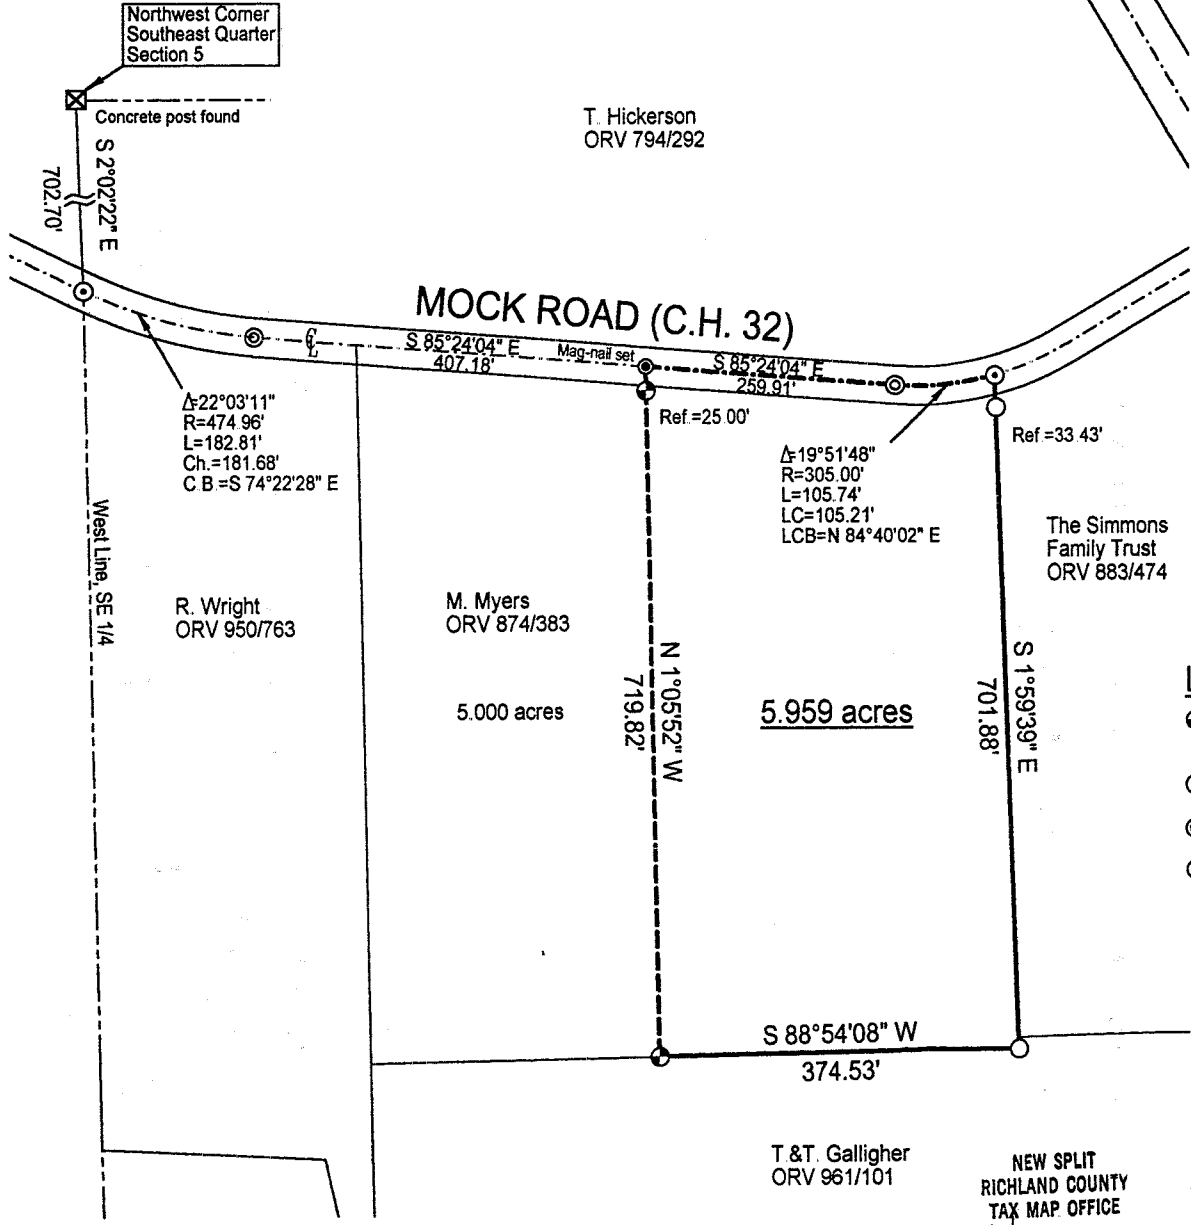 Northwest Corner
Southeast Quarter
Section 5
Concrete post found
S 2°02'22" E
702.70'
T. Hickerson
ORV 794/292
MOCK ROAD (C.H. 32)
S 85°24'04" E
407.18'
Mag-nail set
S 85°24'04" E
259.91'
Ref.=25.00'
Ref.=33.43'
Δ=22°03'11"
R=474.96'
L=182.81'
Ch.=181.68'
C.B.=S 74°22'28" E
Δ=19°51'48"
R=305.00'
L=105.74'
LC=105.21'
LCB=N 84°40'02" E
The Simmons
Family Trust
ORV 883/474
West Line, SE 1/4
R. Wright
ORV 950/763
M. Myers
ORV 874/383
5.000 acres
N 1°05'52" W
719.82'
5.959 acres
S 1°59'39" E
701.88'
S 88°54'08" W
374.53'
T.&T. Galligher
ORV 961/101
NEW SPLIT
RICHLAND COUNTY
TAX MAP OFFICE